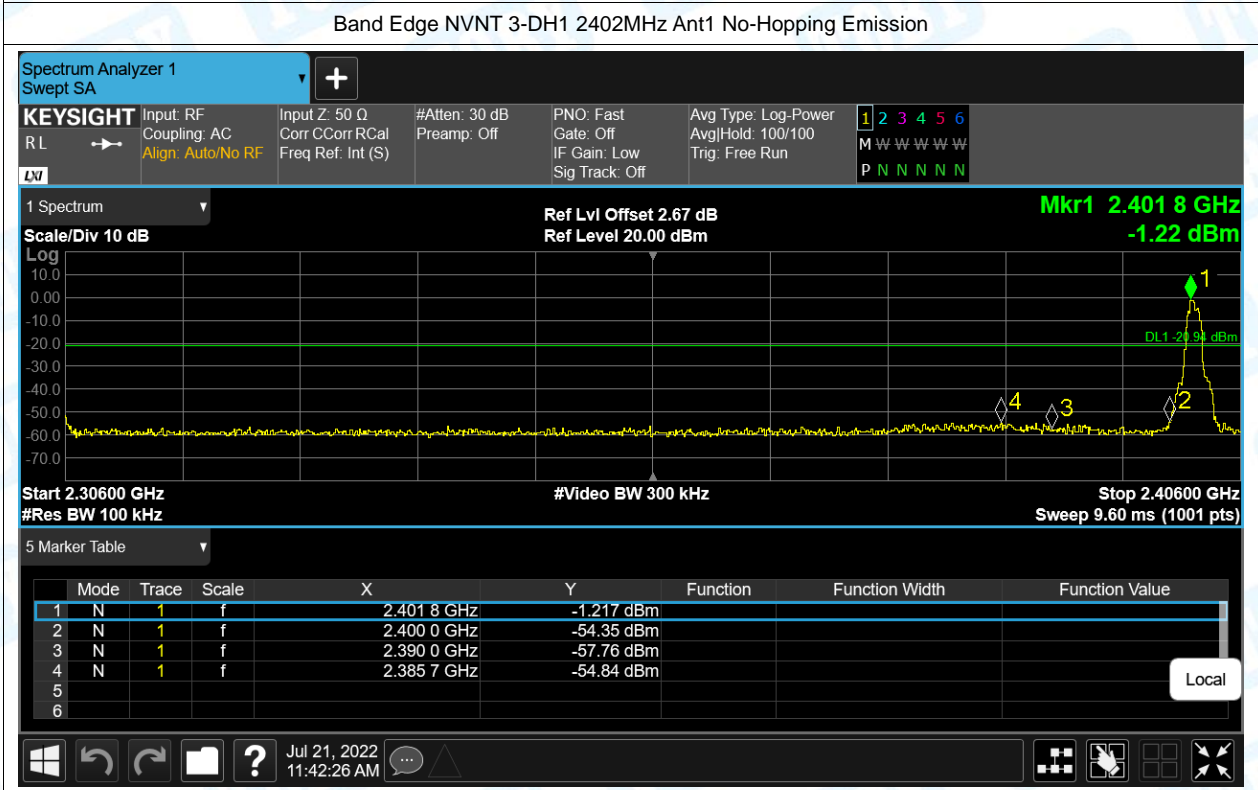 Band Edge NVNT 3-DH1 2402MHz Ant1 No-Hopping Emission
Spectrum Analyzer 1
Swept SA
+
KEYSIGHT
R L
LXI
Input: RF
Coupling: AC
Align: Auto/No RF
Input Z: 50 Ω
Corr CCorr RCal
Freq Ref: Int (S)
#Atten: 30 dB
Preamp: Off
PNO: Fast
Gate: Off
IF Gain: Low
Sig Track: Off
Avg Type: Log-Power
Avg|Hold: 100/100
Trig: Free Run
1 2 3 4 5 6
M W W W W W
P N N N N N
1 Spectrum
Scale/Div 10 dB
Ref Lvl Offset 2.67 dB
Ref Level 20.00 dBm
Mkr1 2.401 8 GHz
-1.22 dBm
Log
10.0
0.00
-10.0
-20.0
-30.0
-40.0
-50.0
-60.0
-70.0
1
DL1 -20.94 dBm
4
3
2
Start 2.30600 GHz
#Video BW 300 kHz
Stop 2.40600 GHz
#Res BW 100 kHz
Sweep 9.60 ms (1001 pts)
5 Marker Table
Mode Trace Scale X Y Function Function Width Function Value
1 N 1 f 2.401 8 GHz -1.217 dBm
2 N 1 f 2.400 0 GHz -54.35 dBm
3 N 1 f 2.390 0 GHz -57.76 dBm
4 N 1 f 2.385 7 GHz -54.84 dBm
5
6
Local
?
Jul 21, 2022
11:42:26 AM